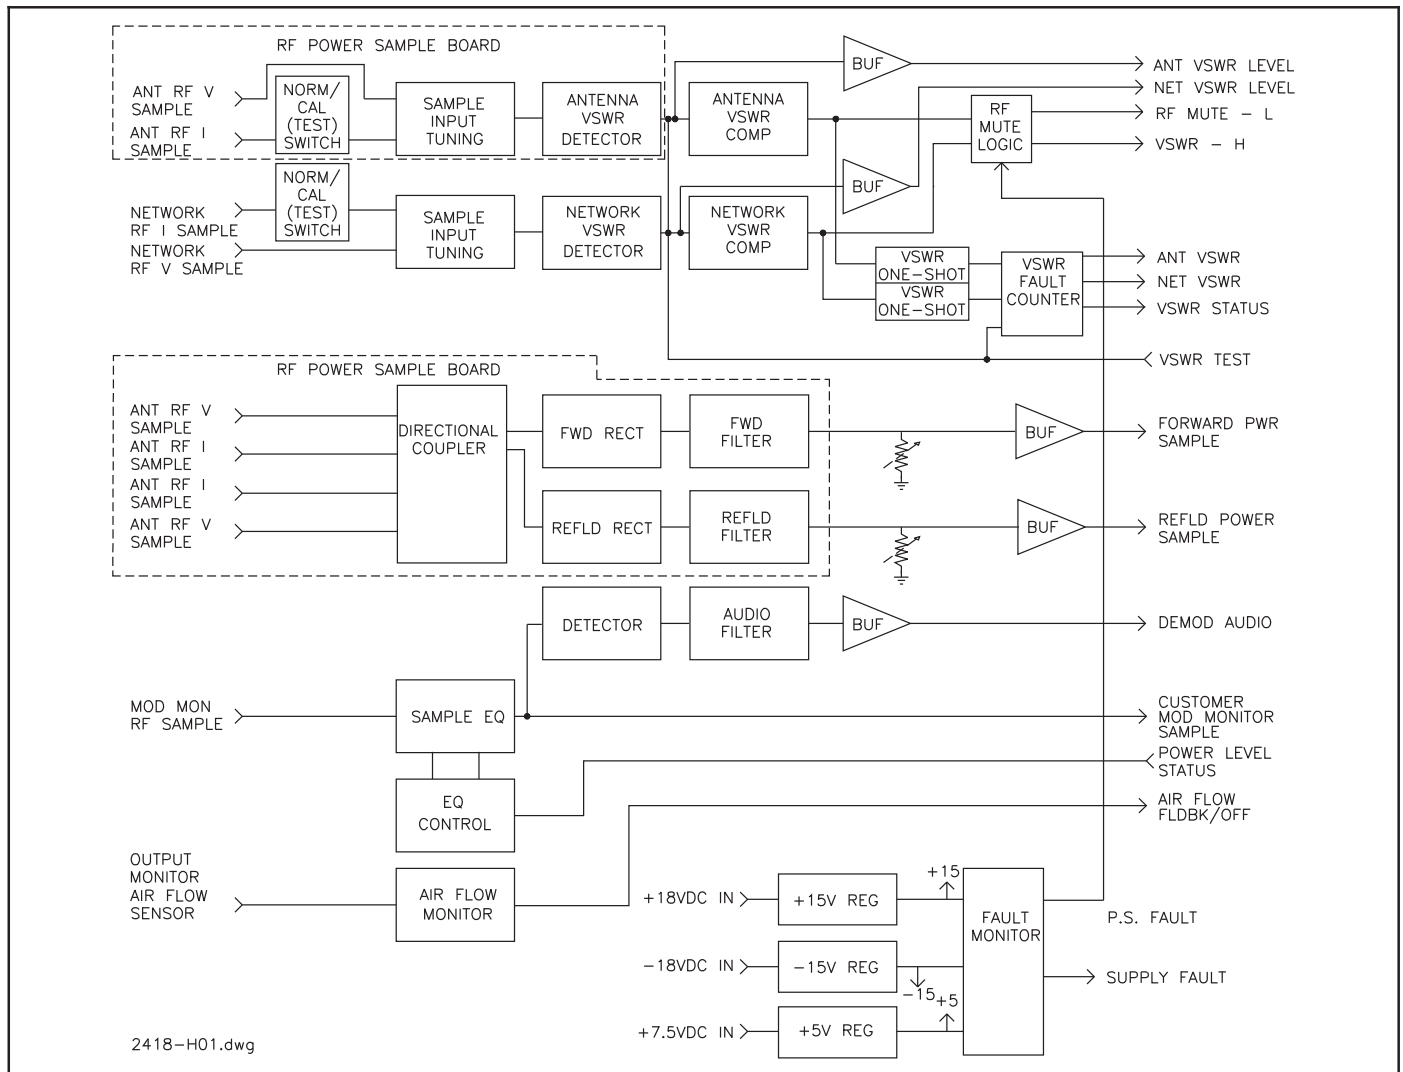 RF POWER SAMPLE BOARD
ANT RF V
SAMPLE
ANT RF I
SAMPLE
NORM/
CAL
(TEST)
SWITCH
SAMPLE
INPUT
TUNING
ANTENNA
VSWR
DETECTOR
ANTENNA
VSWR
COMP
BUF
RF
MUTE
LOGIC
ANT VSWR LEVEL
NET VSWR LEVEL
RF MUTE - L
VSWR - H
NETWORK
RF I SAMPLE
NETWORK
RF V SAMPLE
NORM/
CAL
(TEST)
SWITCH
SAMPLE
INPUT
TUNING
NETWORK
VSWR
DETECTOR
NETWORK
VSWR
COMP
BUF
VSWR
ONE-SHOT
VSWR
ONE-SHOT
VSWR
FAULT
COUNTER
ANT VSWR
NET VSWR
VSWR STATUS
VSWR TEST
RF POWER SAMPLE BOARD
ANT RF V
SAMPLE
ANT RF I
SAMPLE
ANT RF I
SAMPLE
ANT RF V
SAMPLE
DIRECTIONAL
COUPLER
FWD RECT
FWD
FILTER
BUF
FORWARD PWR
SAMPLE
REFLD RECT
REFLD
FILTER
BUF
REFLD POWER
SAMPLE
DETECTOR
AUDIO
FILTER
BUF
DEMOD AUDIO
MOD MON
RF SAMPLE
SAMPLE EQ
CUSTOMER
MOD MONITOR
SAMPLE
EQ
CONTROL
POWER LEVEL
STATUS
OUTPUT
MONITOR
AIR FLOW
SENSOR
AIR FLOW
MONITOR
AIR FLOW
FLDBK/OFF
+18VDC IN
+15V REG
+15
-18VDC IN
-15V REG
-15
+7.5VDC IN
+5V REG
+5
FAULT
MONITOR
P.S. FAULT
SUPPLY FAULT
2418-H01.dwg